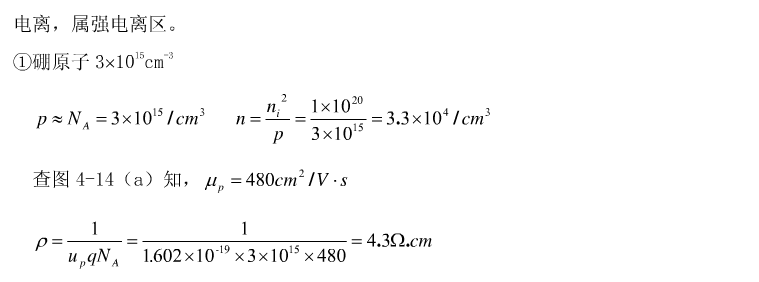 电离，属强电离区。
①硼原子 3×10¹⁵cm⁻³
p ≈ N_A = 3×10¹⁵ / cm³  n = n_i² / p = 1×10²⁰ / 3×10¹⁵ = 3.3×10⁴ / cm³
查图 4-14（a）知，μ_p = 480cm² / V · s
ρ = 1 / u_p qN_A = 1 / 1.602×10⁻¹⁹ × 3×10¹⁵ × 480 = 4.3Ω.cm